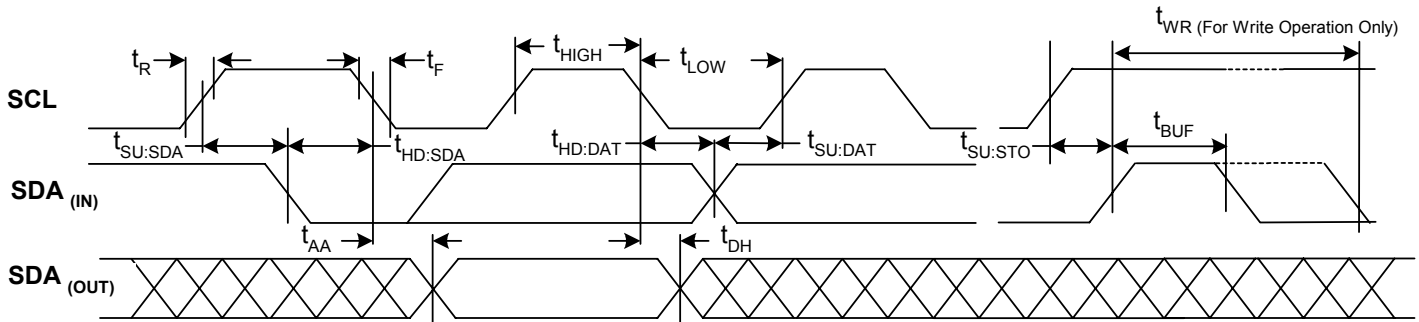 tWR (For Write Operation Only)
tR
tF
tHIGH
tLOW
SCL
tSU:SDA
tHD:SDA
tHD:DAT
tSU:DAT
tSU:STO
tBUF
SDA (IN)
tAA
tDH
SDA (OUT)